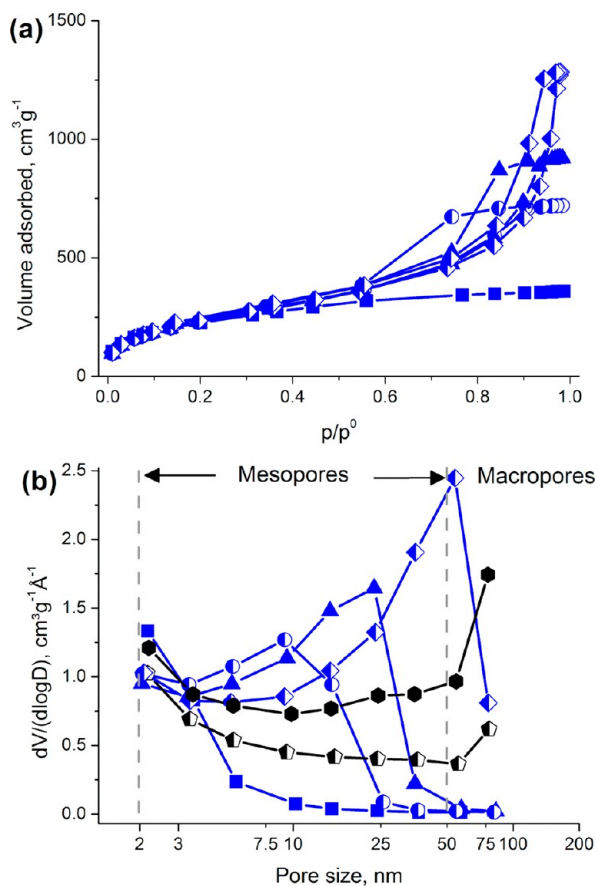 (a)
1500
1000
500
0
Volume adsorbed, cm³g⁻¹
0.0 0.2 0.4 0.6 0.8 1.0
p/p⁰
(b)
Mesopores Macropores
2.5
2.0
1.5
1.0
0.5
0.0
dV/(dlogD), cm³g⁻¹Å⁻¹
2 3 7.5 10 25 50 75 100 200
Pore size, nm